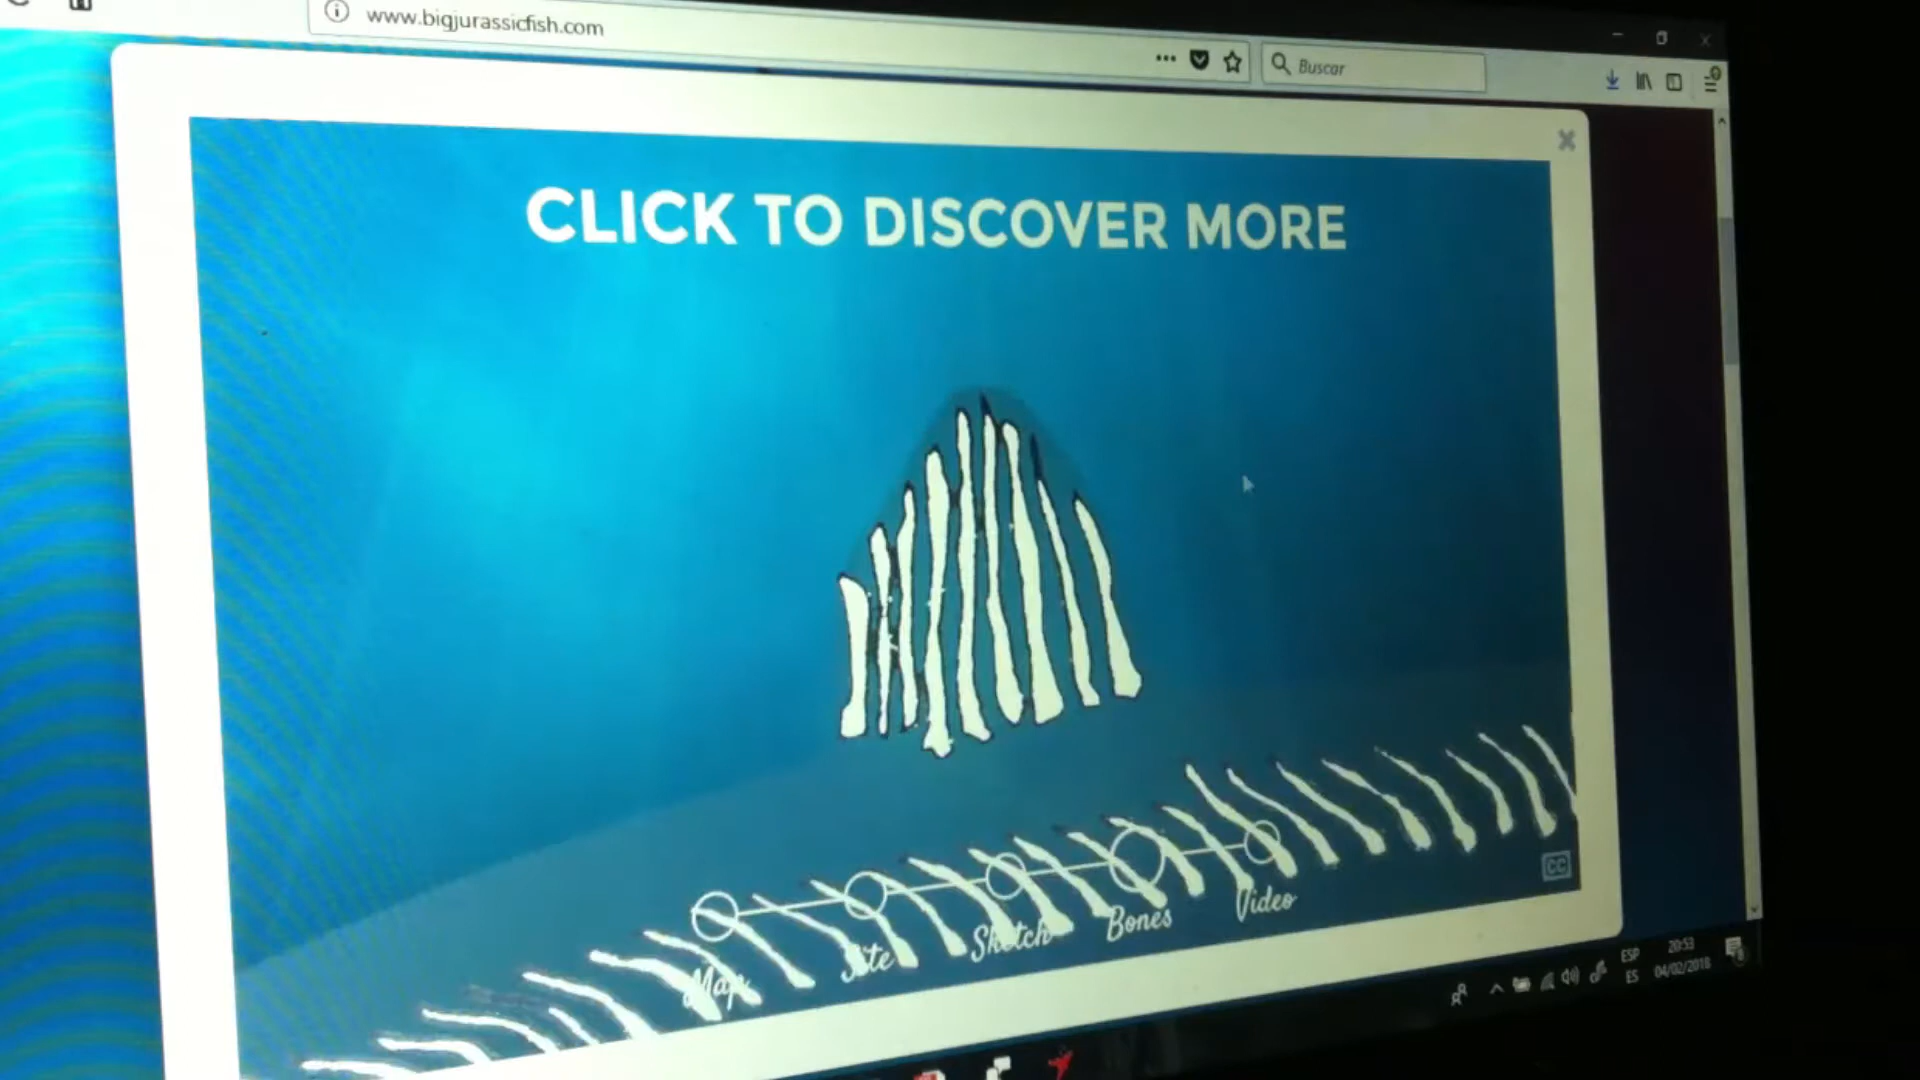 www.bigjurassicfish.com
Buscar
CLICK TO DISCOVER MORE
Map
Site
Sketch
Bones
Video
CC
ESP
ES
20:53
04/02/2018